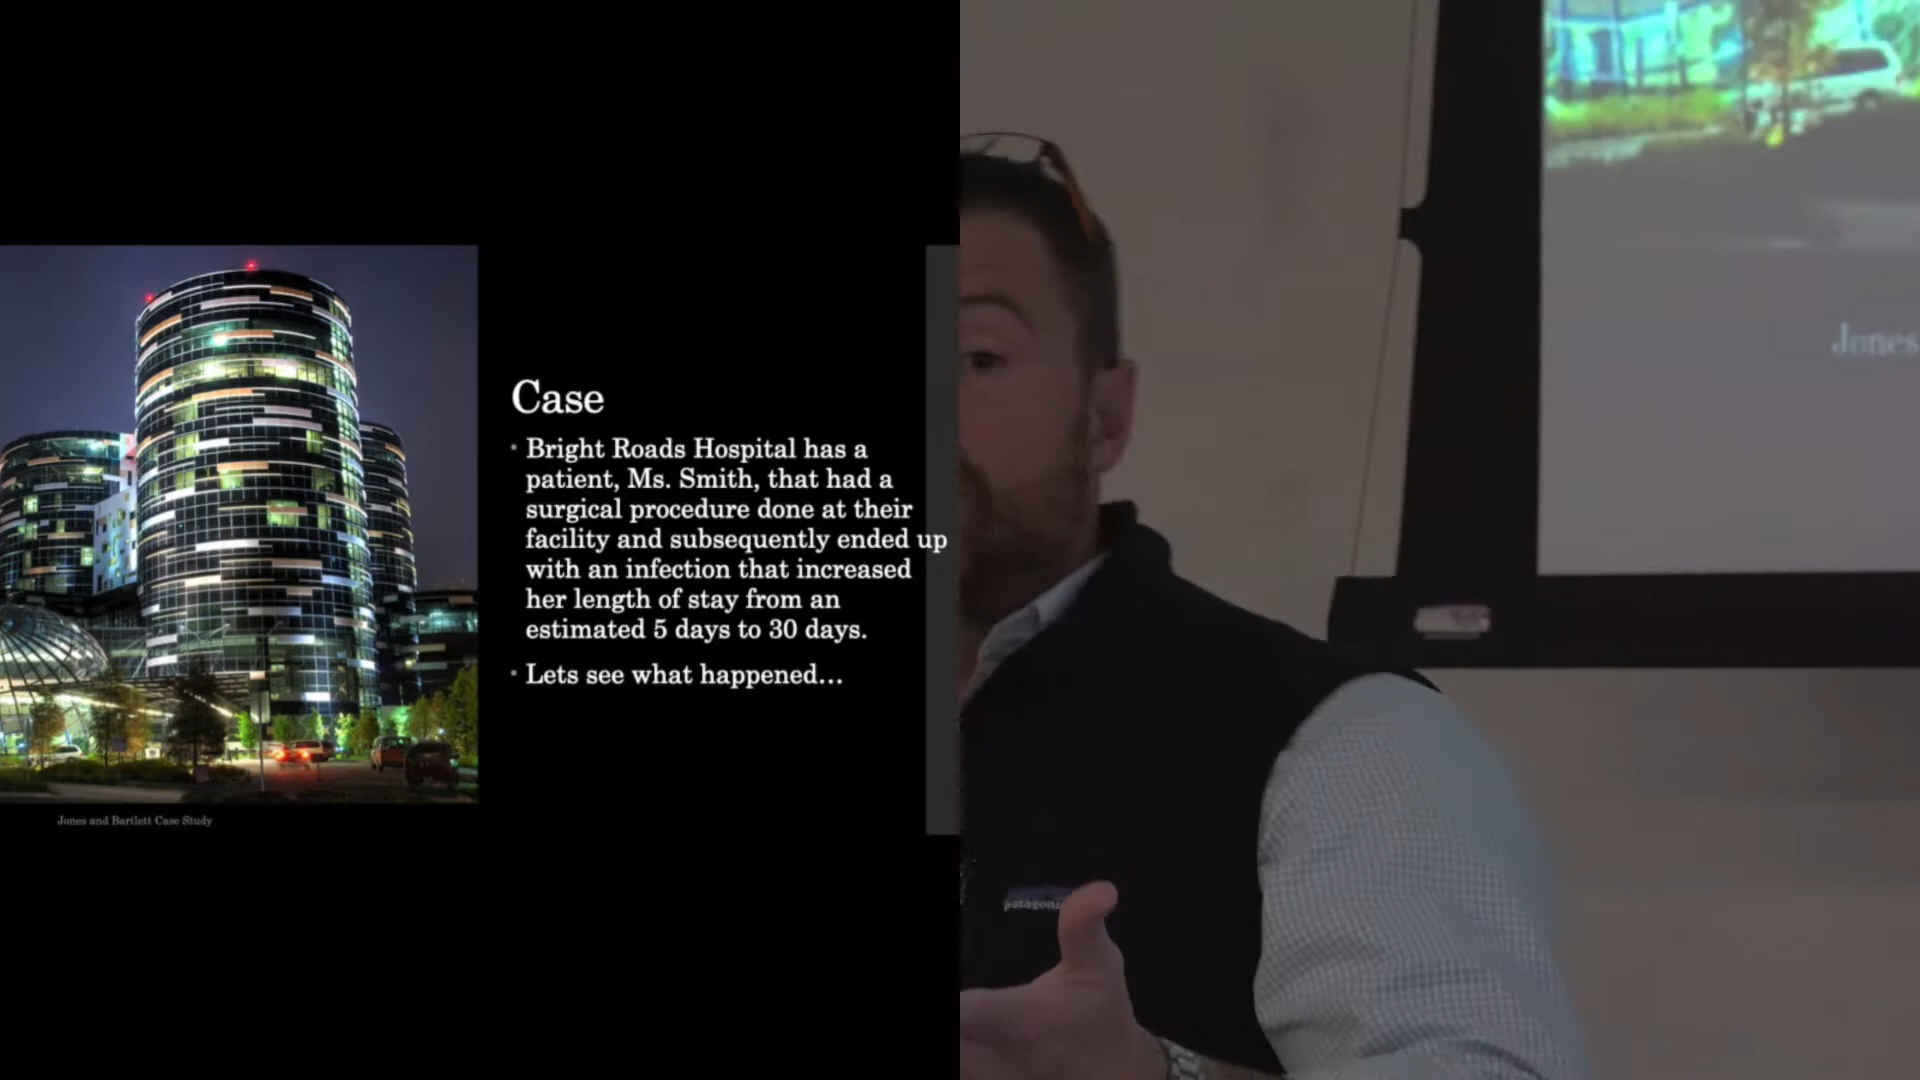 Case
• Bright Roads Hospital has a
patient, Ms. Smith, that had a
surgical procedure done at their
facility and subsequently ended up
with an infection that increased
her length of stay from an
estimated 5 days to 30 days.
• Lets see what happened...
Jones and Bartlett Case Study
Jones
patagonia